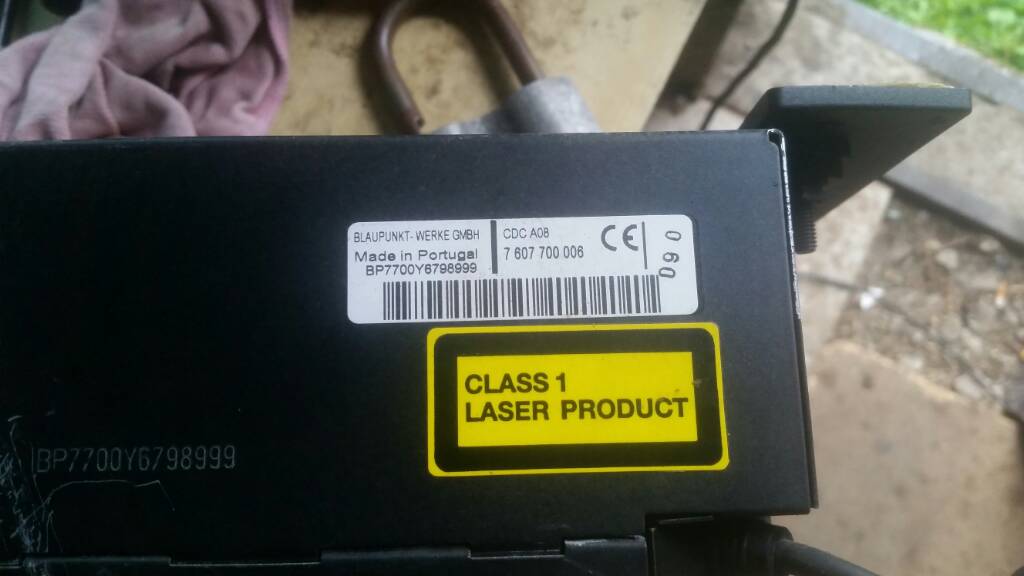 BLAUPUNKT-WERKE GMBH
Made in Portugal
BP7700Y6798999
CDC A08
7 607 700 006
CE
090
CLASS 1
LASER PRODUCT
BP7700Y6798999